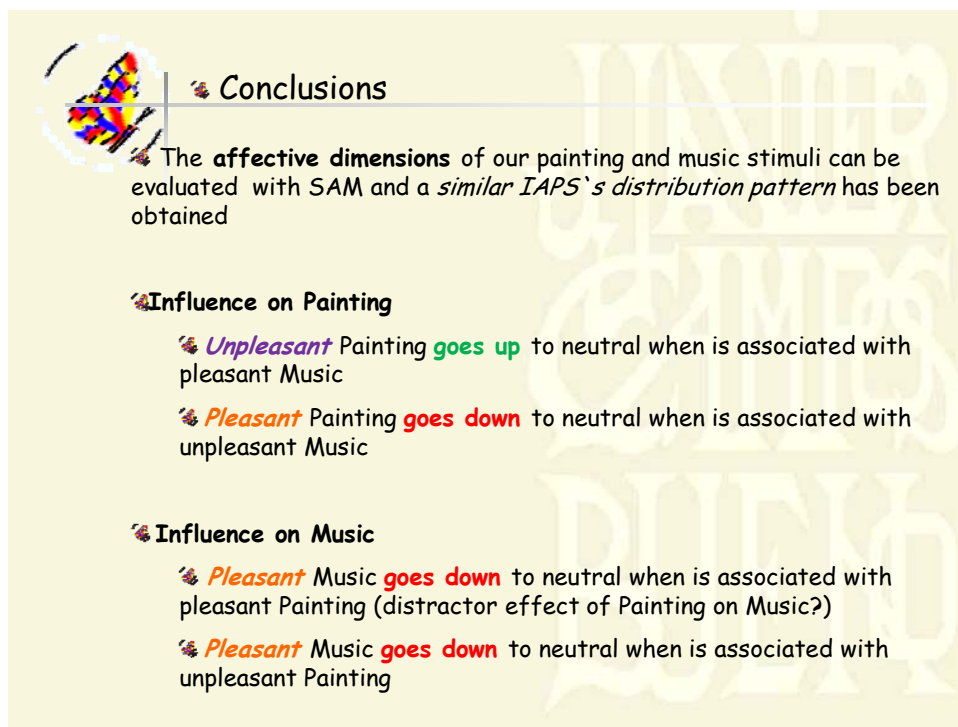 Conclusions
The affective dimensions of our painting and music stimuli can be
evaluated with SAM and a similar IAPS`s distribution pattern has been
obtained
Influence on Painting
Unpleasant Painting goes up to neutral when is associated with
pleasant Music
Pleasant Painting goes down to neutral when is associated with
unpleasant Music
Influence on Music
Pleasant Music goes down to neutral when is associated with
pleasant Painting (distractor effect of Painting on Music?)
Pleasant Music goes down to neutral when is associated with
unpleasant Painting